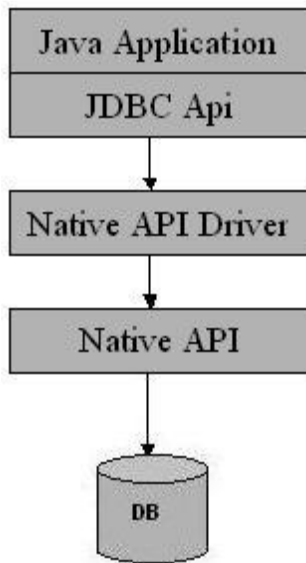 Java Application
JDBC Api
Native API Driver
Native API
DB